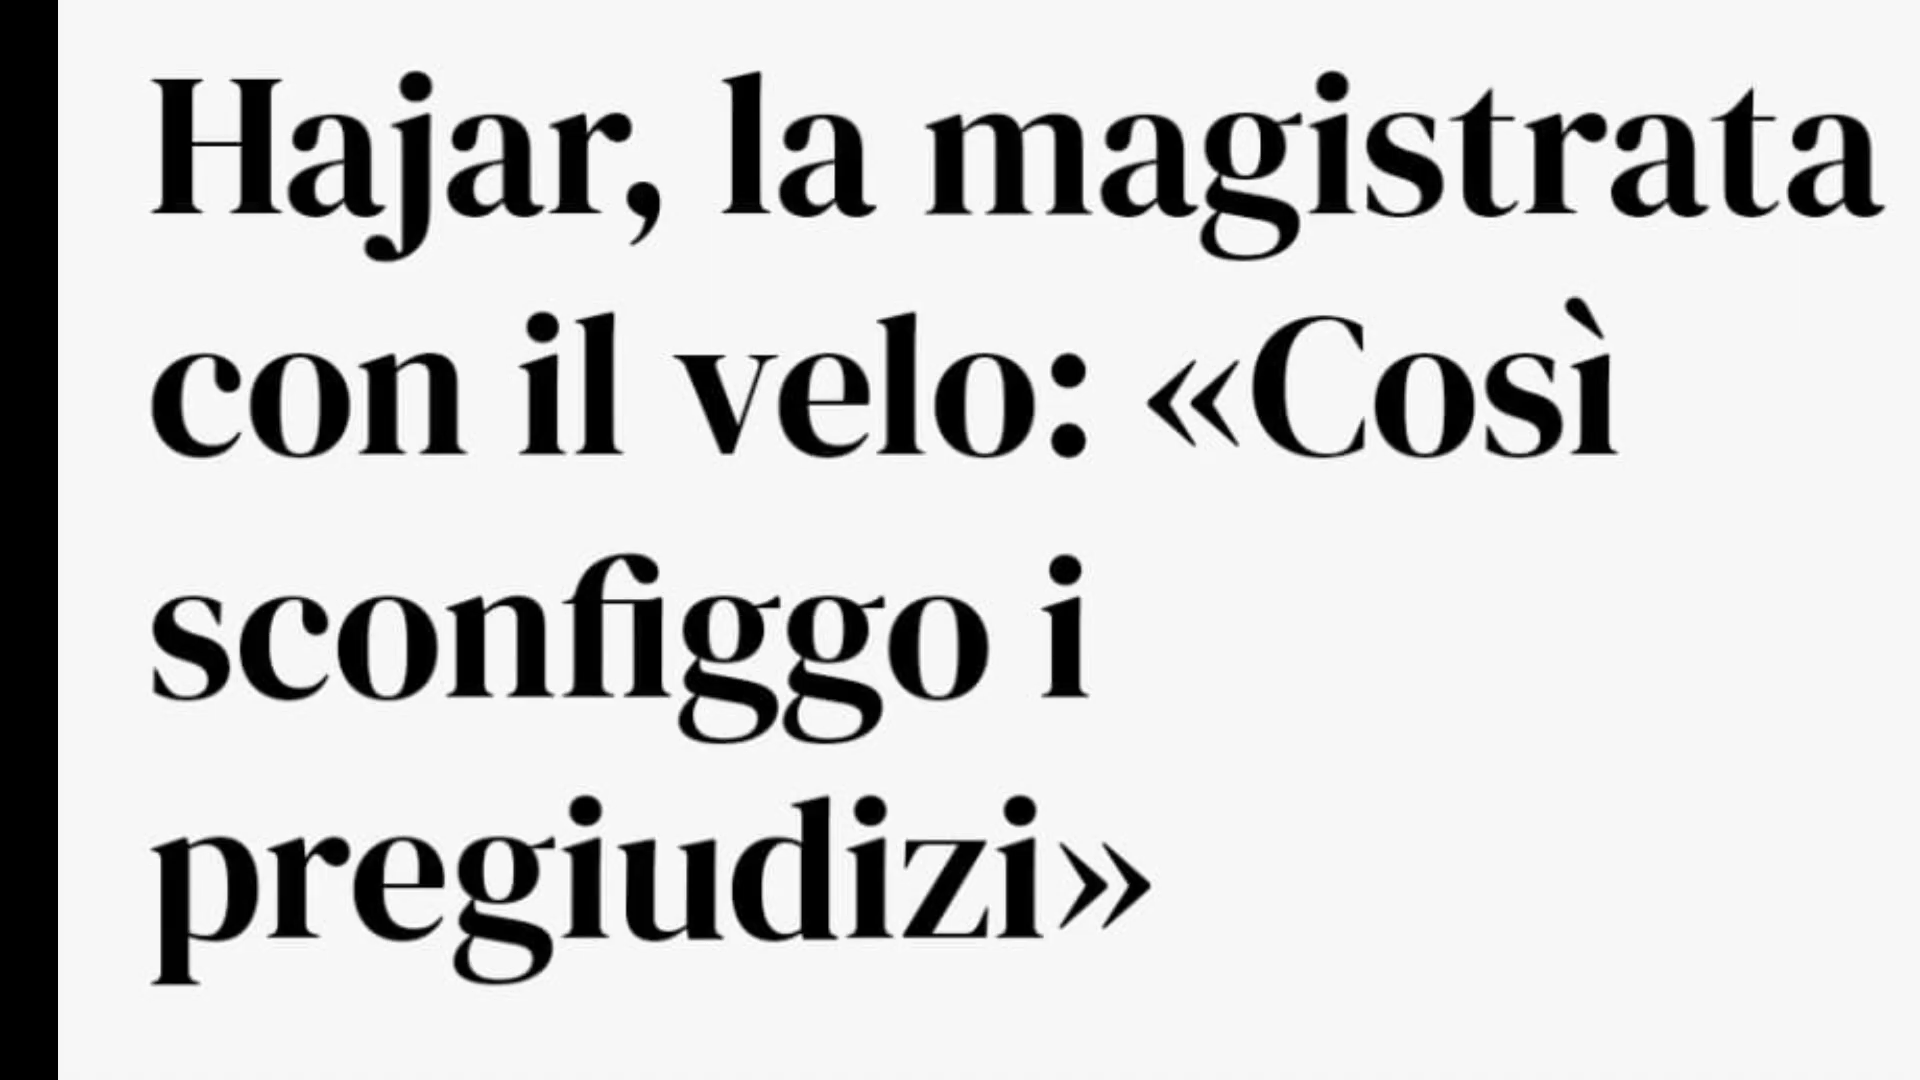 Hajar, la magistrata
con il velo: «Così
sconfiggo i
pregiudizi»